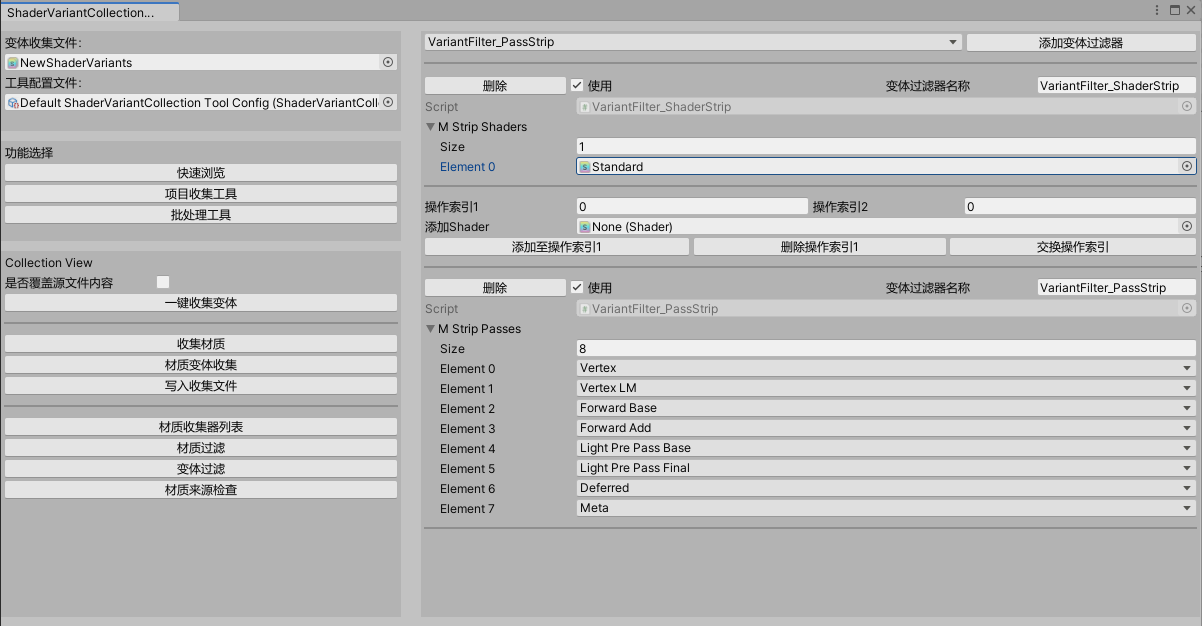 ShaderVariantCollection...
变体收集文件:
NewShaderVariants
工具配置文件:
Default ShaderVariantCollection Tool Config (ShaderVariantColl
功能选择
快速浏览
项目收集工具
批处理工具
Collection View
是否覆盖源文件内容
一键收集变体
收集材质
材质变体收集
写入收集文件
材质收集器列表
材质过滤
变体过滤
材质来源检查
VariantFilter_PassStrip 添加变体过滤器
删除 使用 变体过滤器名称 VariantFilter_ShaderStrip
Script VariantFilter_ShaderStrip
M Strip Shaders
Size 1
Element 0 Standard
操作索引1 0 操作索引2 0
添加Shader None (Shader)
添加至操作索引1 删除操作索引1 交换操作索引
删除 使用 变体过滤器名称 VariantFilter_PassStrip
Script VariantFilter_PassStrip
M Strip Passes
Size 8
Element 0 Vertex
Element 1 Vertex LM
Element 2 Forward Base
Element 3 Forward Add
Element 4 Light Pre Pass Base
Element 5 Light Pre Pass Final
Element 6 Deferred
Element 7 Meta